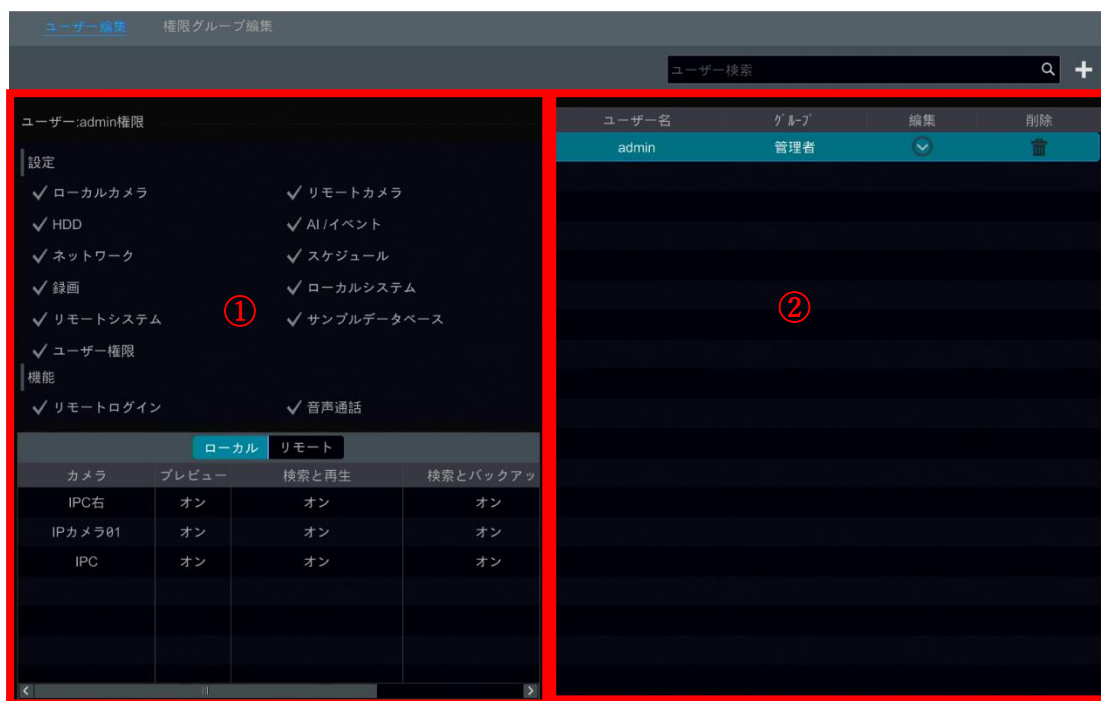 ユーザー編集 権限グループ編集
ユーザー検索
ユーザー:admin権限
設定
ローカルカメラ リモートカメラ
HDD AI/イベント
ネットワーク スケジュール
録画 ローカルシステム
リモートシステム サンプルデータベース
ユーザー権限
機能
リモートログイン 音声通話
ローカル リモート
カメラ プレビュー 検索と再生 検索とバックアッ
IPC右 オン オン オン
IPカメラ01 オン オン オン
IPC オン オン オン
①
ユーザー名 グループ 編集 削除
admin 管理者
②